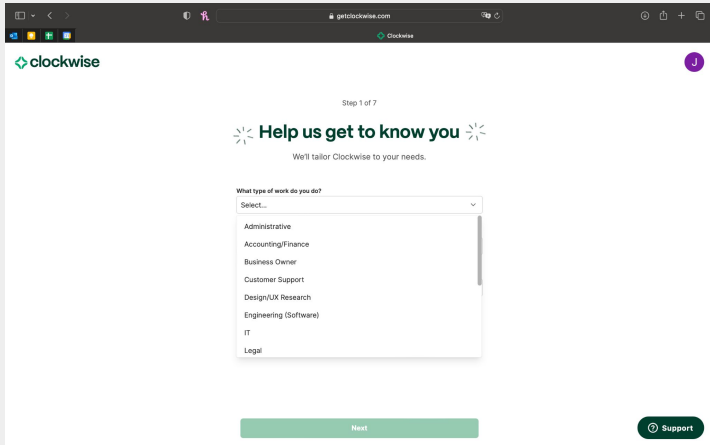 getclockwise.com
Clockwise
clockwise
J
Step 1 of 7
Help us get to know you
We'll tailor Clockwise to your needs.
What type of work do you do?
Select...
Administrative
Accounting/Finance
Business Owner
Customer Support
Design/UX Research
Engineering (Software)
IT
Legal
Next
Support